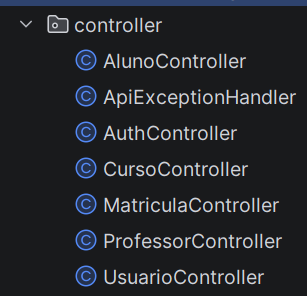 controller
AlunoController
ApiExceptionHandler
AuthController
CursoController
MatriculaController
ProfessorController
UsuarioController